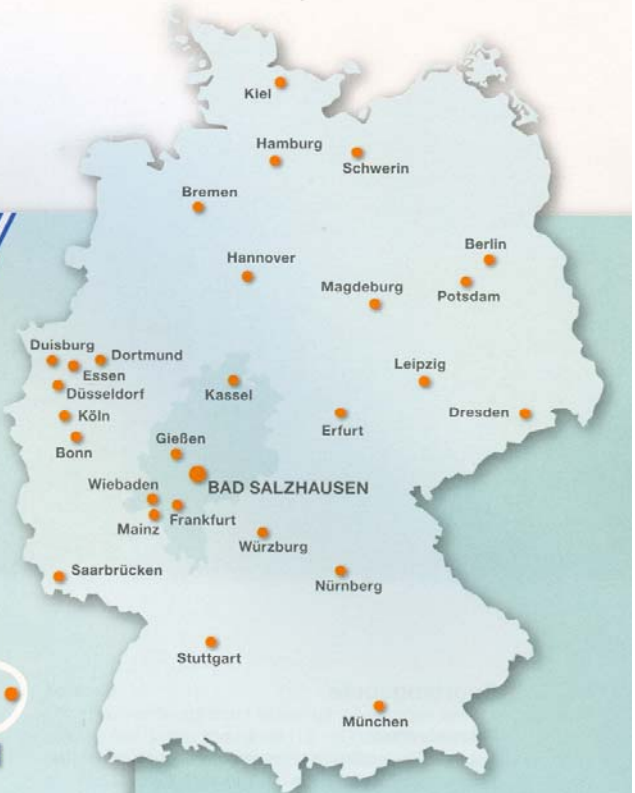 Kiel
Hamburg
Schwerin
Bremen
Berlin
Hannover
Magdeburg
Potsdam
Duisburg
Dortmund
Essen
Leipzig
Düsseldorf
Kassel
Köln
Dresden
Erfurt
Gießen
Bonn
Wiebaden
BAD SALZHAUSEN
Frankfurt
Mainz
Würzburg
Saarbrücken
Nürnberg
Stuttgart
München